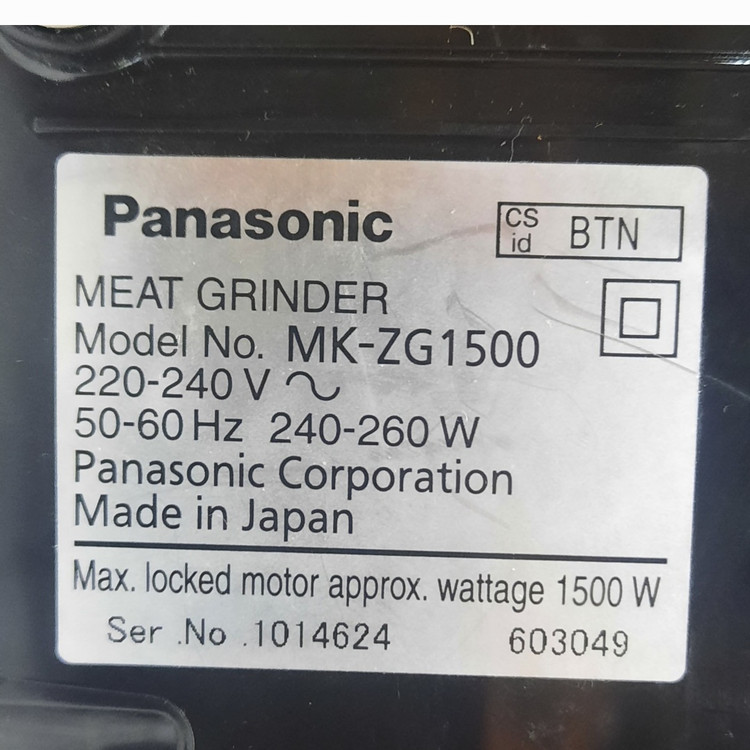 Panasonic
CS id BTN
MEAT GRINDER
Model No. MK-ZG1500
220-240 V ~
50-60 Hz 240-260 W
Panasonic Corporation
Made in Japan
Max. locked motor approx. wattage 1500 W
Ser .No .1014624 603049